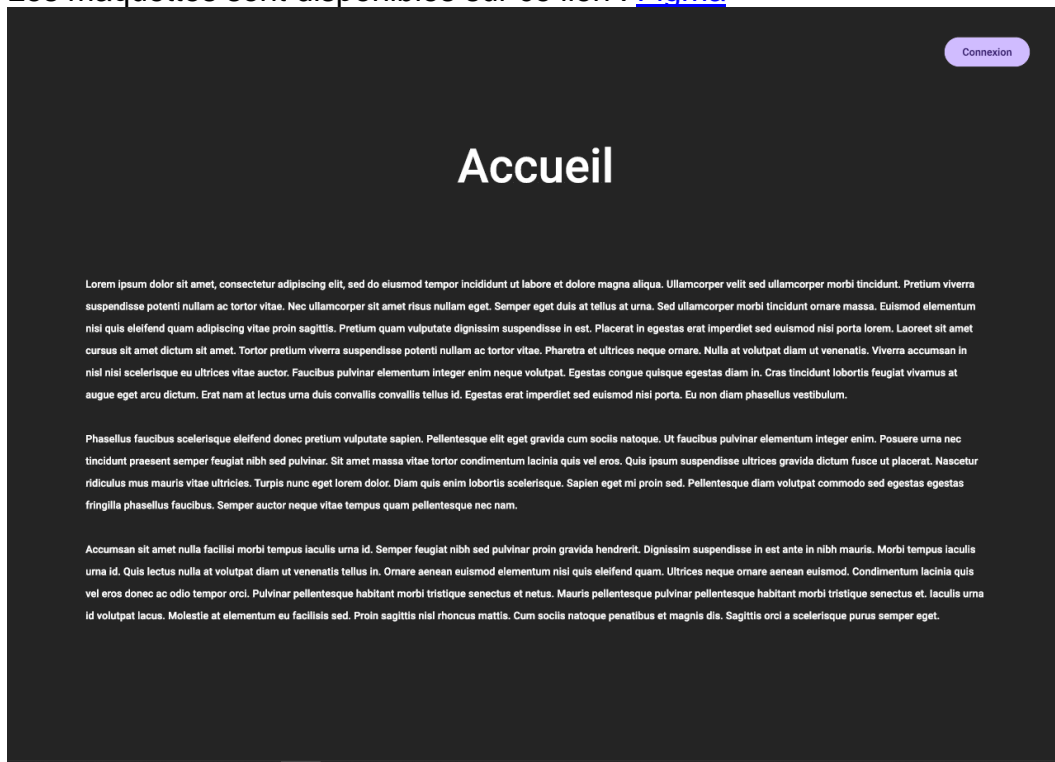 Les maquettes sont disponibles sur ce lien : Figma
Connexion
Accueil
Lorem ipsum dolor sit amet, consectetur adipiscing elit, sed do eiusmod tempor incididunt ut labore et dolore magna aliqua. Ullamcorper velit sed ullamcorper morbi tincidunt. Pretium viverra
suspendisse potenti nullam ac tortor vitae. Nec ullamcorper sit amet risus nullam eget. Semper eget duis at tellus at urna. Sed ullamcorper morbi tincidunt ornare massa. Euismod elementum
nisi quis eleifend quam adipiscing vitae proin sagittis. Pretium quam vulputate dignissim suspendisse in est. Placerat in egestas erat imperdiet sed euismod nisi porta lorem. Laoreet sit amet
cursus sit amet dictum sit amet. Tortor pretium viverra suspendisse potenti nullam ac tortor vitae. Pharetra et ultrices neque ornare. Nulla at volutpat diam ut venenatis. Viverra accumsan in
nisl nisi scelerisque eu ultrices vitae auctor. Faucibus pulvinar elementum integer enim neque volutpat. Egestas congue quisque egestas diam in. Cras tincidunt lobortis feugiat vivamus at
augue eget arcu dictum. Erat nam at lectus urna duis convallis convallis tellus id. Egestas erat imperdiet sed euismod nisi porta. Eu non diam phasellus vestibulum.
Phasellus faucibus scelerisque eleifend donec pretium vulputate sapien. Pellentesque elit eget gravida cum sociis natoque. Ut faucibus pulvinar elementum integer enim. Posuere urna nec
tincidunt praesent semper feugiat nibh sed pulvinar. Sit amet massa vitae tortor condimentum lacinia quis vel eros. Quis ipsum suspendisse ultrices gravida dictum fusce ut placerat. Nascetur
ridiculus mus mauris vitae ultricies. Turpis nunc eget lorem dolor. Diam quis enim lobortis scelerisque. Sapien eget mi proin sed. Pellentesque diam volutpat commodo sed egestas egestas
fringilla phasellus faucibus. Semper auctor neque vitae tempus quam pellentesque nec nam.
Accumsan sit amet nulla facilisi morbi tempus iaculis urna id. Semper feugiat nibh sed pulvinar proin gravida hendrerit. Dignissim suspendisse in est ante in nibh mauris. Morbi tempus iaculis
urna id. Quis lectus nulla at volutpat diam ut venenatis tellus in. Ornare aenean euismod elementum nisi quis eleifend quam. Ultrices neque ornare aenean euismod. Condimentum lacinia quis
vel eros donec ac odio tempor orci. Pulvinar pellentesque habitant morbi tristique senectus et netus. Mauris pellentesque pulvinar pellentesque habitant morbi tristique senectus et. Iaculis urna
id volutpat lacus. Molestie at elementum eu facilisis sed. Proin sagittis nisl rhoncus mattis. Cum sociis natoque penatibus et magnis dis. Sagittis orci a scelerisque purus semper eget.